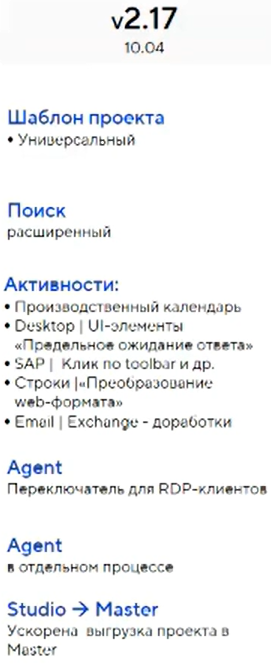 v2.17
10.04
Шаблон проекта
• Универсальный
Поиск
расширенный
Активности:
• Производственный календарь
• Desktop | UI-элементы
«Предельное ожидание ответа»
• SAP | Клик по toolbar и др.
• Строки |«Преобразование
web-формата»
• Email | Exchange - доработки
Agent
Переключатель для RDP-клиентов
Agent
в отдельном процессе
Studio → Master
Ускорена выгрузка проекта в
Master